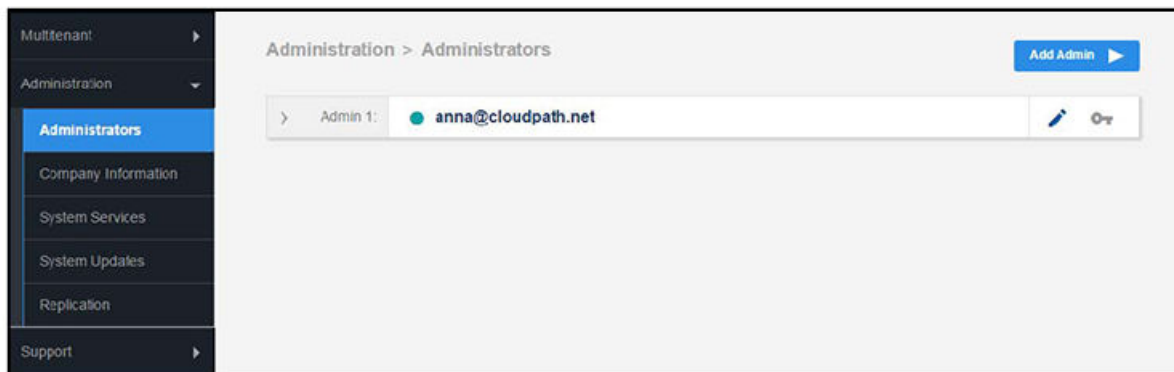 Multitenant
Administration
Administrators
Company Information
System Services
System Updates
Replication
Support
Administration > Administrators
Add Admin
Admin 1: anna@cloudpath.net